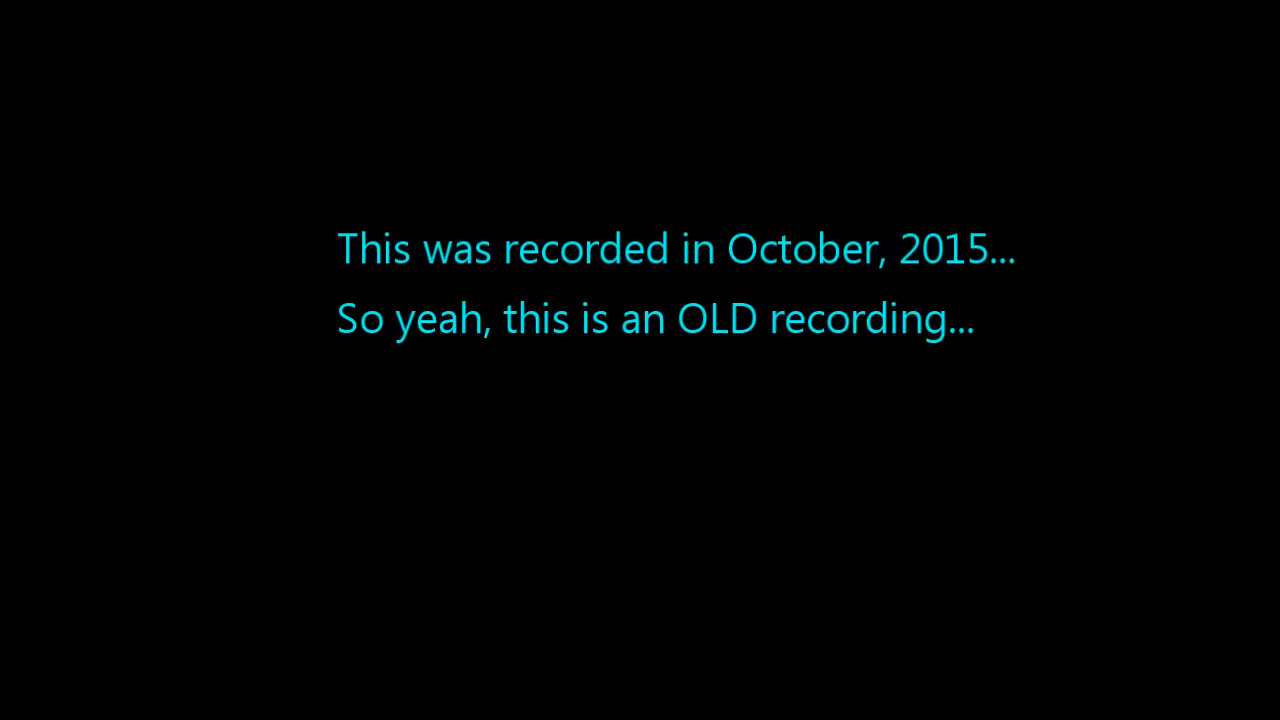 This was recorded in October, 2015...
So yeah, this is an OLD recording...